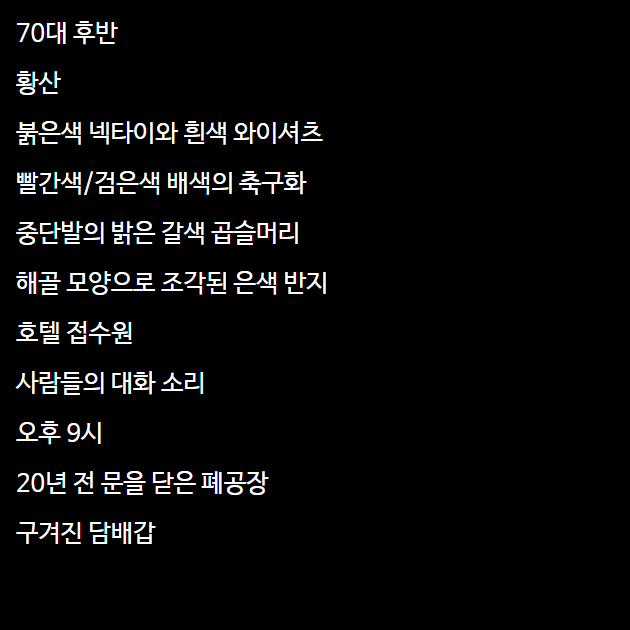 70대 후반
황산
붉은색 넥타이와 흰색 와이셔츠
빨간색/검은색 배색의 축구화
중단발의 밝은 갈색 곱슬머리
해골 모양으로 조각된 은색 반지
호텔 접수원
사람들의 대화 소리
오후 9시
20년 전 문을 닫은 폐공장
구겨진 담배갑